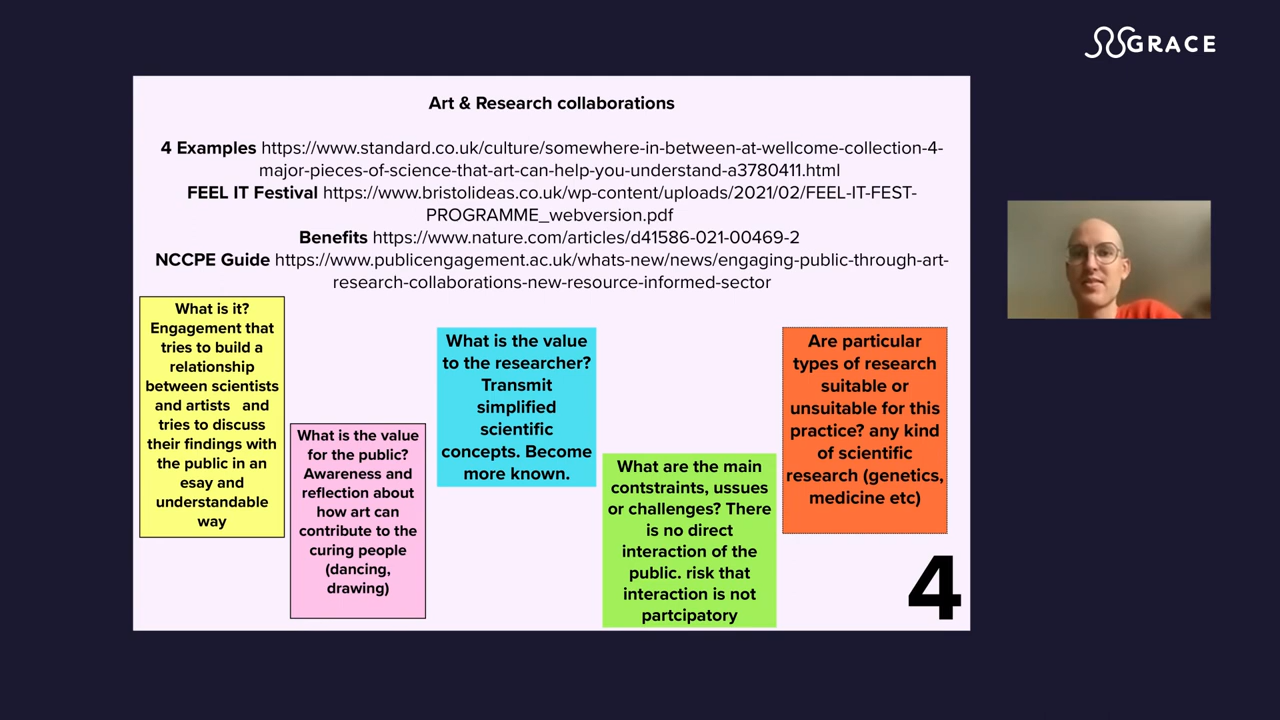 GRACE
Art & Research collaborations
4 Examples https://www.standard.co.uk/culture/somewhere-in-between-at-wellcome-collection-4-
major-pieces-of-science-that-art-can-help-you-understand-a3780411.html
FEEL IT Festival https://www.bristolideas.co.uk/wp-content/uploads/2021/02/FEEL-IT-FEST-
PROGRAMME_webversion.pdf
Benefits https://www.nature.com/articles/d41586-021-00469-2
NCCPE Guide https://www.publicengagement.ac.uk/whats-new/news/engaging-public-through-art-
research-collaborations-new-resource-informed-sector
What is it?
Engagement that
tries to build a
relationship
between scientists
and artists and
tries to discuss
their findings with
the public in an
esay and
understandable
way
What is the value
for the public?
Awareness and
reflection about
how art can
contribute to the
curing people
(dancing,
drawing)
What is the value
to the researcher?
Transmit
simplified
scientific
concepts. Become
more known.
What are the main
contstraints, ussues
or challenges? There
is no direct
interaction of the
public. risk that
interaction is not
partcipatory
Are particular
types of research
suitable or
unsuitable for this
practice? any kind
of scientific
research (genetics,
medicine etc)
4